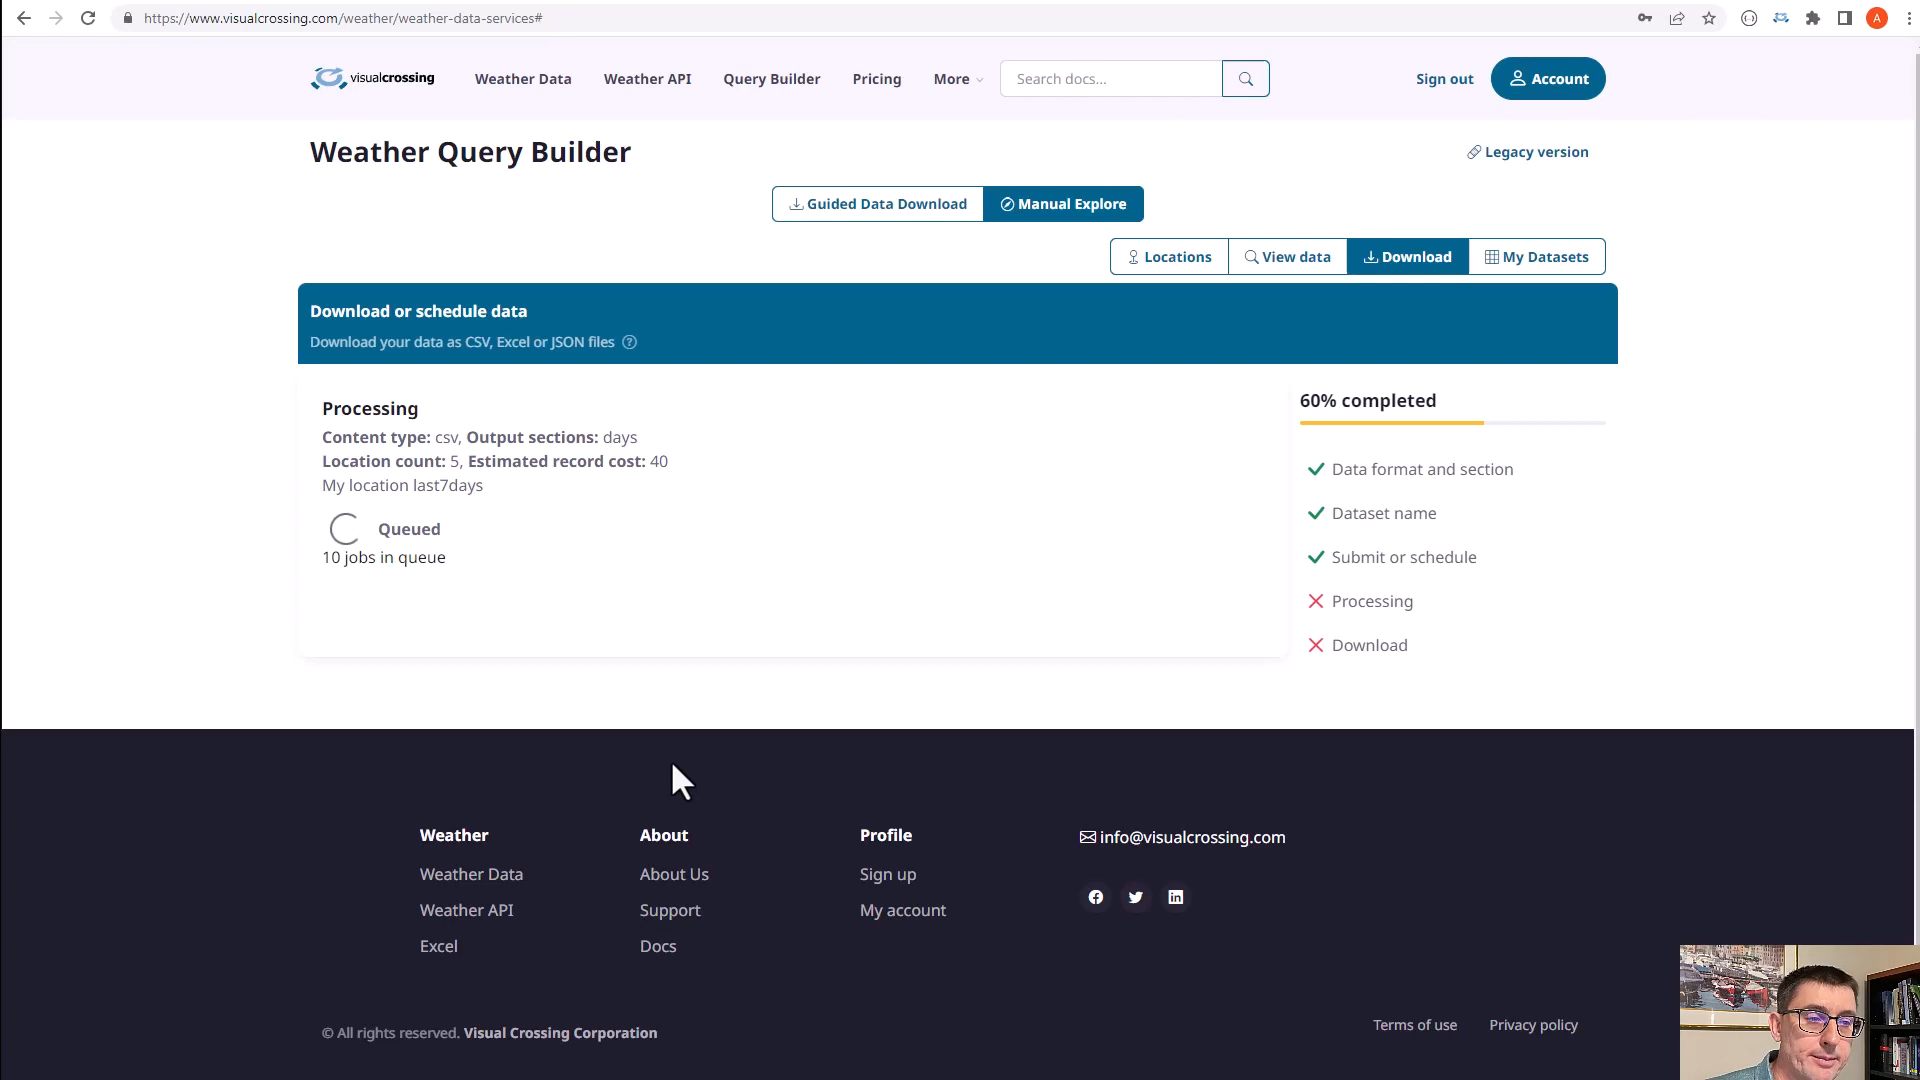 https://www.visualcrossing.com/weather/weather-data-services#
A
visualcrossing
Weather Data
Weather API
Query Builder
Pricing
More
Search docs...
Sign out
Account
Weather Query Builder
Legacy version
Guided Data Download
Manual Explore
Locations
View data
Download
My Datasets
Download or schedule data
Download your data as CSV, Excel or JSON files
Processing
Content type: csv, Output sections: days
Location count: 5, Estimated record cost: 40
My location last7days
Queued
10 jobs in queue
60% completed
Data format and section
Dataset name
Submit or schedule
Processing
Download
Weather
Weather Data
Weather API
Excel
About
About Us
Support
Docs
Profile
Sign up
My account
info@visualcrossing.com
© All rights reserved. Visual Crossing Corporation
Terms of use
Privacy policy